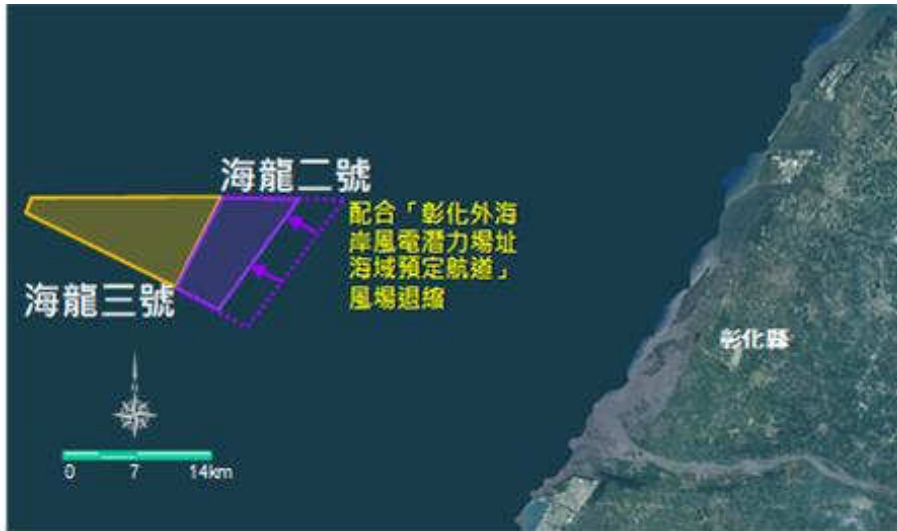 海龍二號
配合「彰化外海
岸風電潛力場址
海域預定航道」
風場退縮
海龍三號
彰化縣
0 7 14km